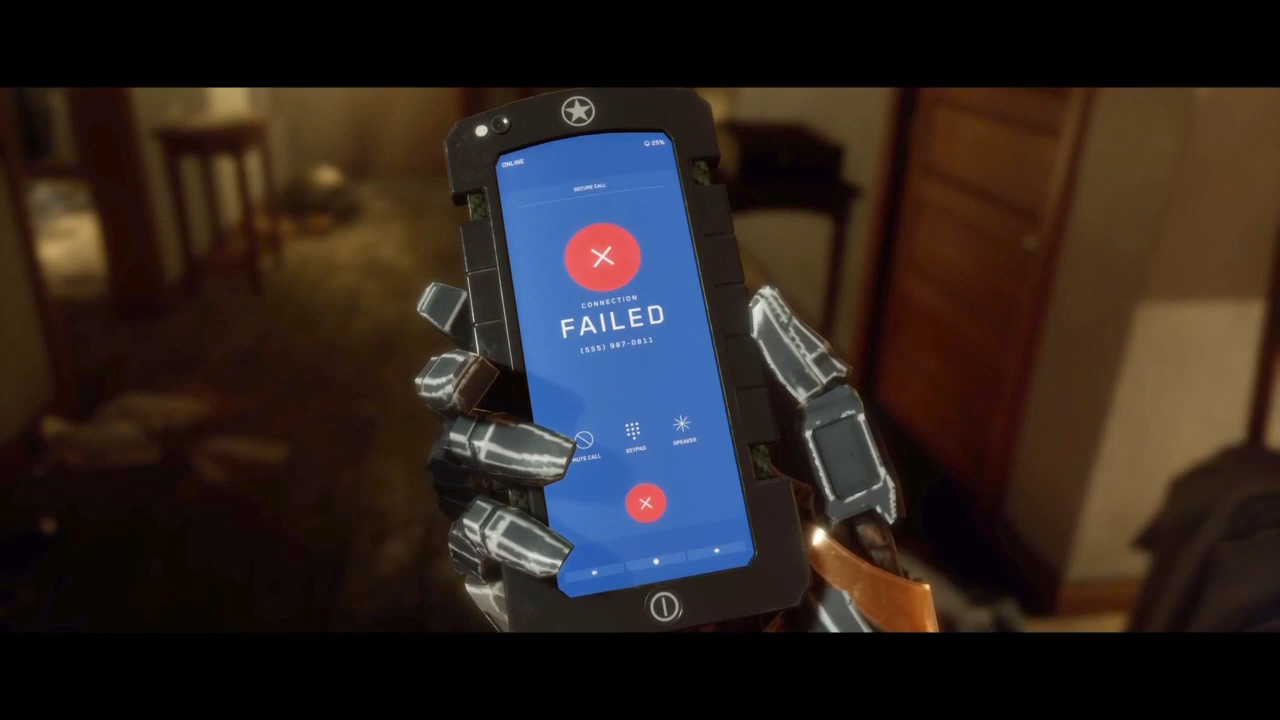 ONLINE
25%
SECURE CALL
CONNECTION
FAILED
(555) 987-0811
MUTE CALL
KEYPAD
SPEAKER